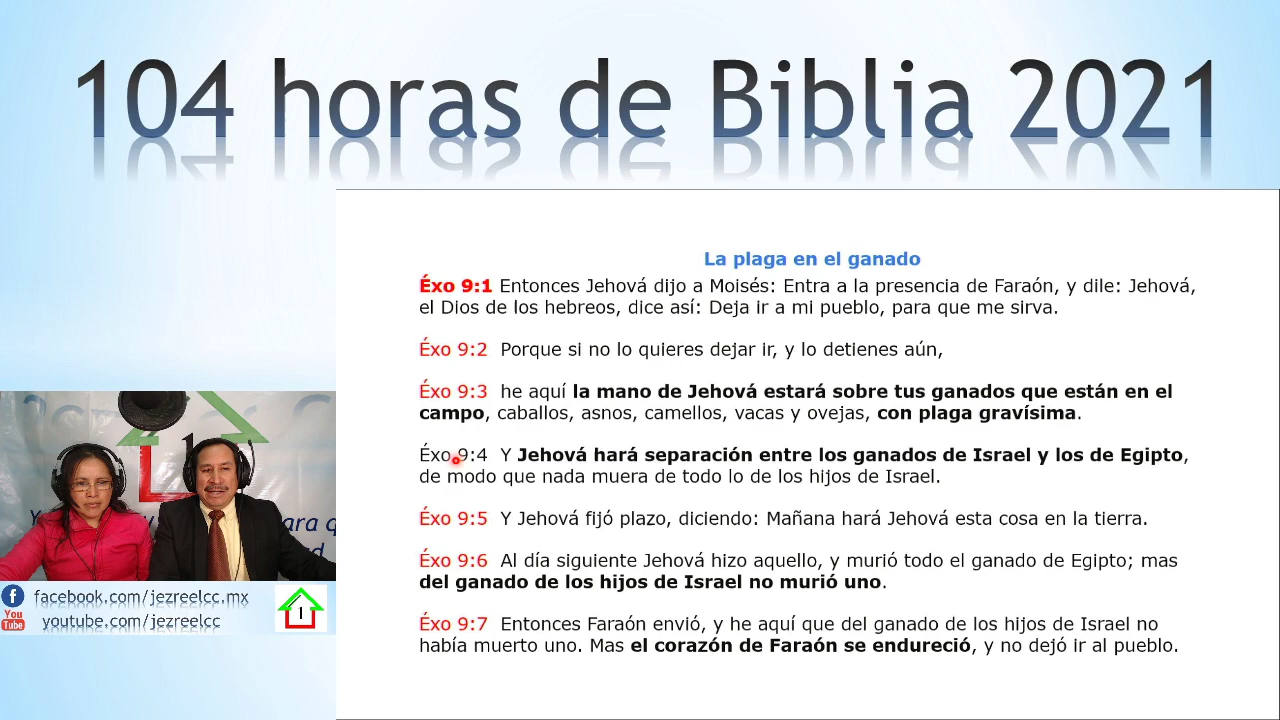 104 horas de Biblia 2021
La plaga en el ganado
Éxo 9:1 Entonces Jehová dijo a Moisés: Entra a la presencia de Faraón, y dile: Jehová,
el Dios de los hebreos, dice así: Deja ir a mi pueblo, para que me sirva.
Éxo 9:2 Porque si no lo quieres dejar ir, y lo detienes aún,
Éxo 9:3 he aquí la mano de Jehová estará sobre tus ganados que están en el
campo, caballos, asnos, camellos, vacas y ovejas, con plaga gravísima.
Éxo 9:4 Y Jehová hará separación entre los ganados de Israel y los de Egipto,
de modo que nada muera de todo lo de los hijos de Israel.
Éxo 9:5 Y Jehová fijó plazo, diciendo: Mañana hará Jehová esta cosa en la tierra.
Éxo 9:6 Al día siguiente Jehová hizo aquello, y murió todo el ganado de Egipto; mas
del ganado de los hijos de Israel no murió uno.
Éxo 9:7 Entonces Faraón envió, y he aquí que del ganado de los hijos de Israel no
había muerto uno. Mas el corazón de Faraón se endureció, y no dejó ir al pueblo.
facebook.com/jezreelcc.mx
You
Tube
youtube.com/jezreelcc